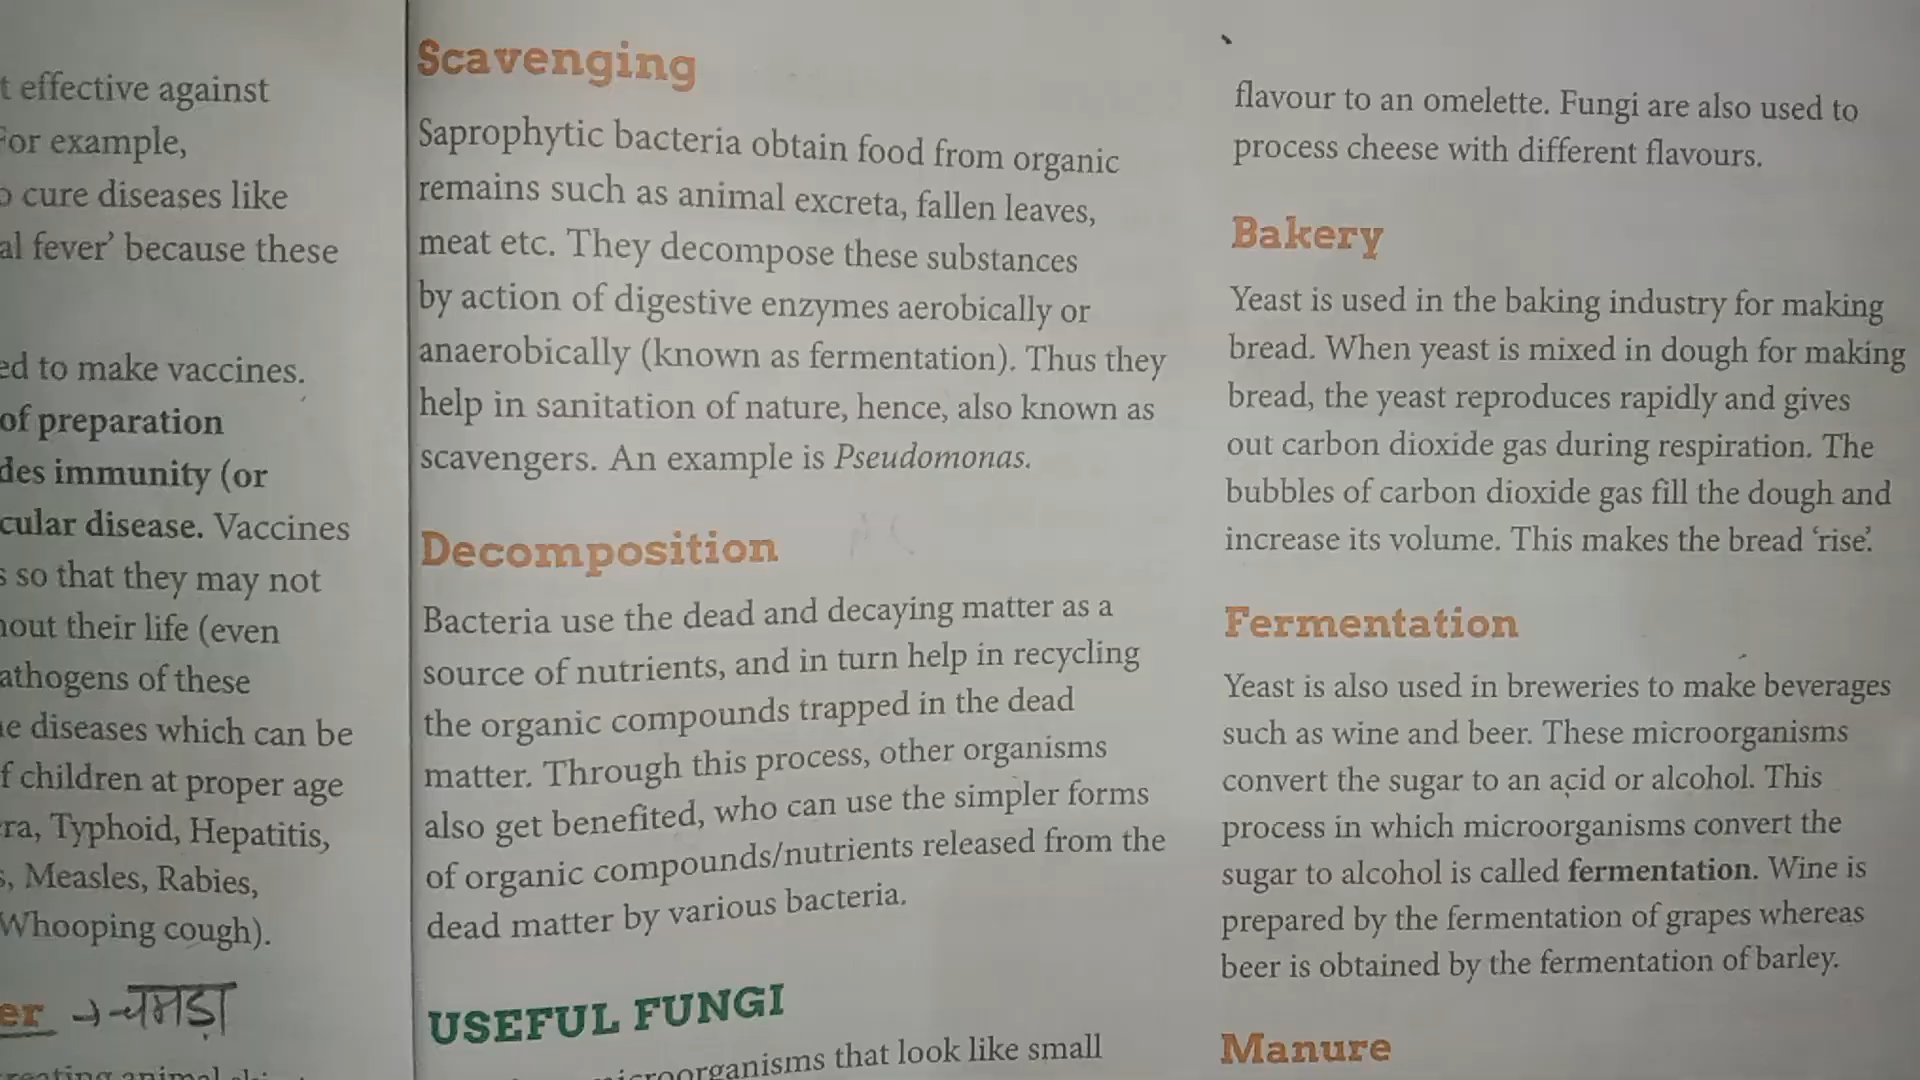 t effective against
For example,
o cure diseases like
al fever’ because these
ed to make vaccines.
of preparation
des immunity (or
cular disease. Vaccines
s so that they may not
hout their life (even
athogens of these
ne diseases which can be
f children at proper age
ra, Typhoid, Hepatitis,
s, Measles, Rabies,
Whooping cough).
er → चमड़ा
Scavenging
Saprophytic bacteria obtain food from organic
remains such as animal excreta, fallen leaves,
meat etc. They decompose these substances
by action of digestive enzymes aerobically or
anaerobically (known as fermentation). Thus they
help in sanitation of nature, hence, also known as
scavengers. An example is Pseudomonas.
Decomposition
Bacteria use the dead and decaying matter as a
source of nutrients, and in turn help in recycling
the organic compounds trapped in the dead
matter. Through this process, other organisms
also get benefited, who can use the simpler forms
of organic compounds/nutrients released from the
dead matter by various bacteria.
USEFUL FUNGI
icroorganisms that look like small
flavour to an omelette. Fungi are also used to
process cheese with different flavours.
Bakery
Yeast is used in the baking industry for making
bread. When yeast is mixed in dough for making
bread, the yeast reproduces rapidly and gives
out carbon dioxide gas during respiration. The
bubbles of carbon dioxide gas fill the dough and
increase its volume. This makes the bread ‘rise’.
Fermentation
Yeast is also used in breweries to make beverages
such as wine and beer. These microorganisms
convert the sugar to an acid or alcohol. This
process in which microorganisms convert the
sugar to alcohol is called fermentation. Wine is
prepared by the fermentation of grapes whereas
beer is obtained by the fermentation of barley.
Manure